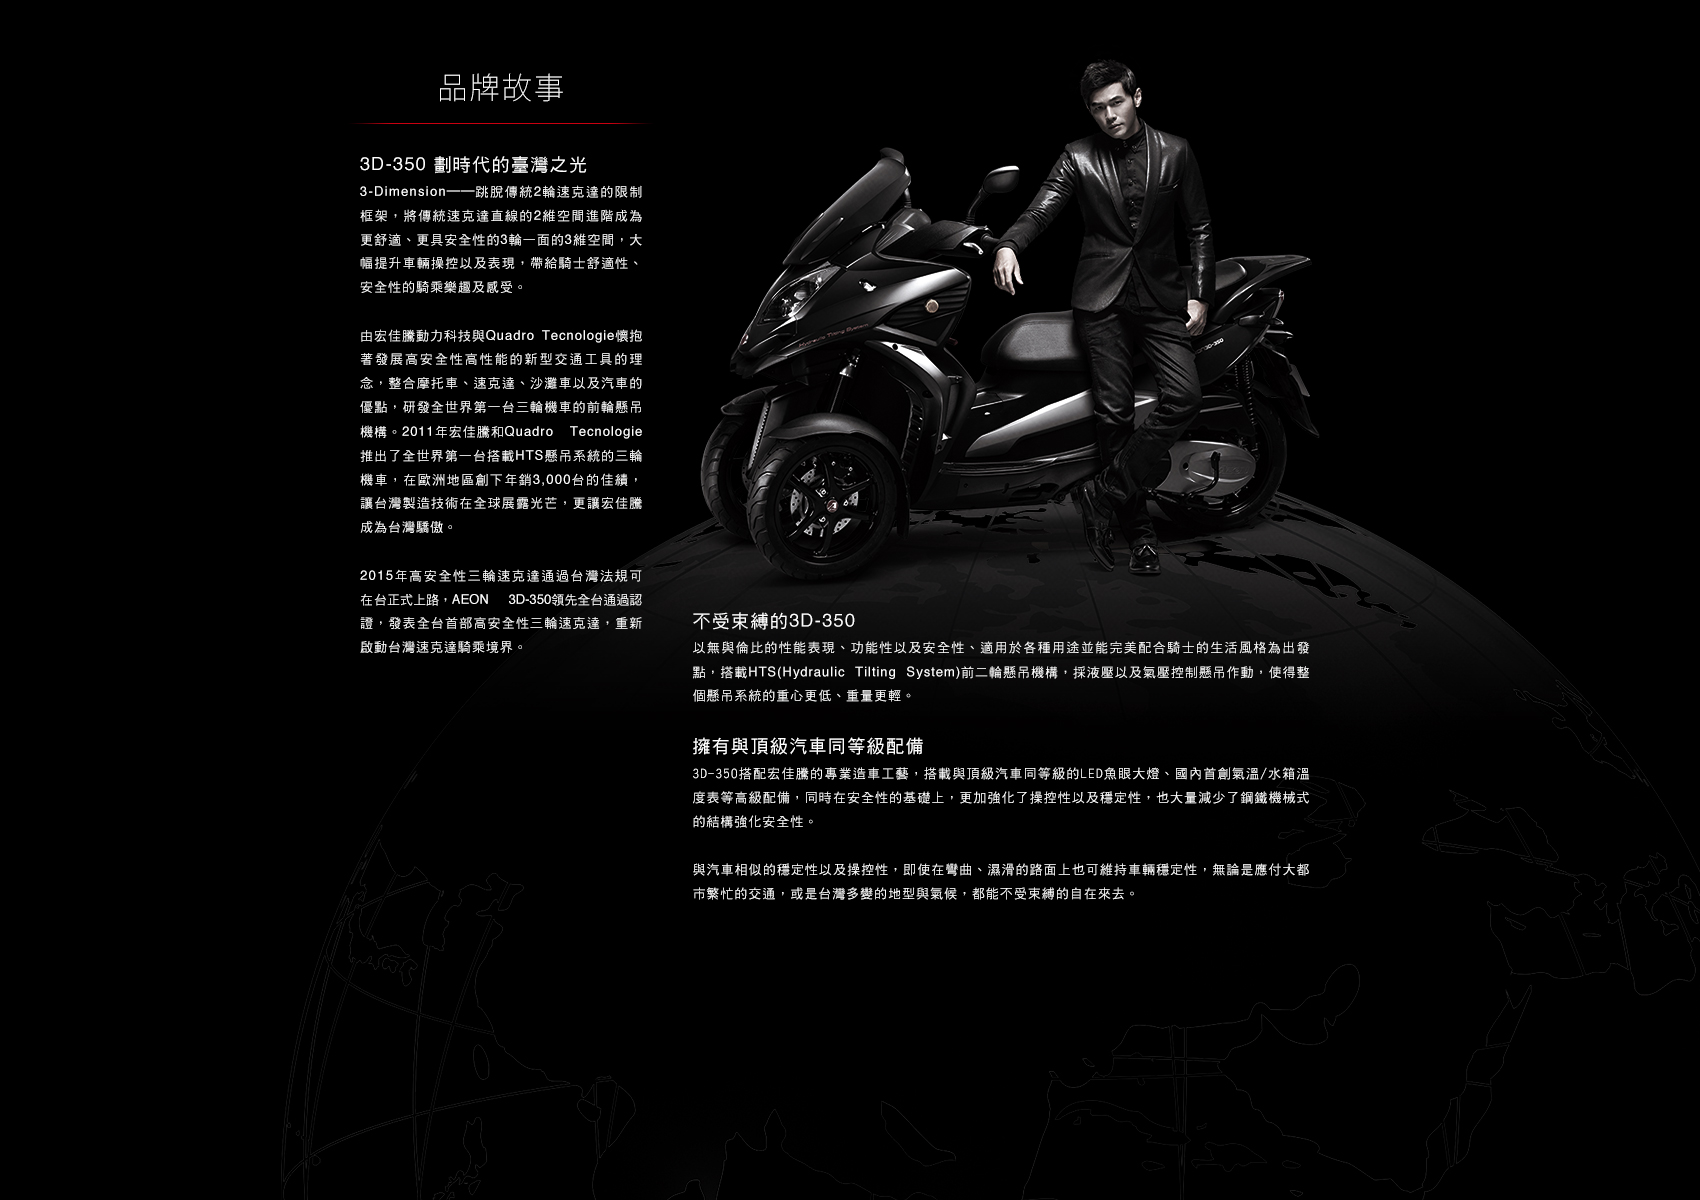 品牌故事
3D-350 劃時代的臺灣之光
3-Dimension——跳脫傳統2輪速克達的限制
框架，將傳統速克達直線的2維空間進階成為
更舒適、更具安全性的3輪一面的3維空間，大
幅提升車輛操控以及表現，帶給騎士舒適性、
安全性的騎乘樂趣及感受。
由宏佳騰動力科技與Quadro Tecnologie懷抱
著發展高安全性高性能的新型交通工具的理
念，整合摩托車、速克達、沙灘車以及汽車的
優點，研發全世界第一台三輪機車的前輪懸吊
機構。2011年宏佳騰和Quadro Tecnologie
推出了全世界第一台搭載HTS懸吊系統的三輪
機車，在歐洲地區創下年銷3,000台的佳績，
讓台灣製造技術在全球展露光芒，更讓宏佳騰
成為台灣驕傲。
2015年高安全性三輪速克達通過台灣法規可
在台正式上路，AEON 3D-350領先全台通過認
證，發表全台首部高安全性三輪速克達，重新
啟動台灣速克達騎乘境界。
Hydraulic Tilting System
3D-350
不受束縛的3D-350
以無與倫比的性能表現、功能性以及安全性、適用於各種用途並能完美配合騎士的生活風格為出發
點，搭載HTS(Hydraulic Tilting System)前二輪懸吊機構，採液壓以及氣壓控制懸吊作動，使得整
個懸吊系統的重心更低、重量更輕。
擁有與頂級汽車同等級配備
3D-350搭配宏佳騰的專業造車工藝，搭載與頂級汽車同等級的LED魚眼大燈、國內首創氣溫/水箱溫
度表等高級配備，同時在安全性的基礎上，更加強化了操控性以及穩定性，也大量減少了鋼鐵機械式
的結構強化安全性。
與汽車相似的穩定性以及操控性，即使在彎曲、濕滑的路面上也可維持車輛穩定性，無論是應付大都
市繁忙的交通，或是台灣多變的地型與氣候，都能不受束縛的自在來去。